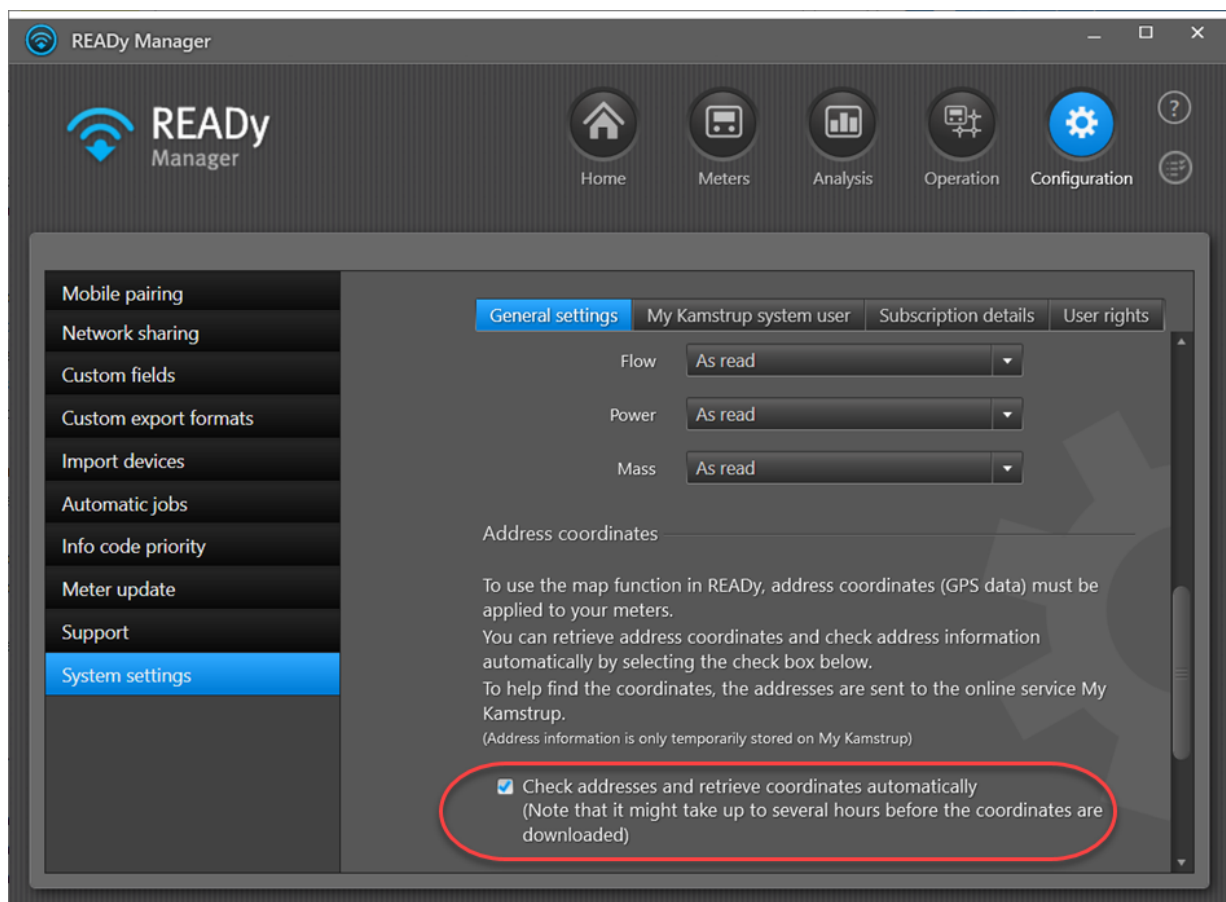 READy Manager
READy
Manager
Home
Meters
Analysis
Operation
Configuration
?
Mobile pairing
Network sharing
Custom fields
Custom export formats
Import devices
Automatic jobs
Info code priority
Meter update
Support
System settings
General settings
My Kamstrup system user
Subscription details
User rights
Flow
As read
Power
As read
Mass
As read
Address coordinates
To use the map function in READy, address coordinates (GPS data) must be
applied to your meters.
You can retrieve address coordinates and check address information
automatically by selecting the check box below.
To help find the coordinates, the addresses are sent to the online service My
Kamstrup.
(Address information is only temporarily stored on My Kamstrup)
Check addresses and retrieve coordinates automatically
(Note that it might take up to several hours before the coordinates are
downloaded)